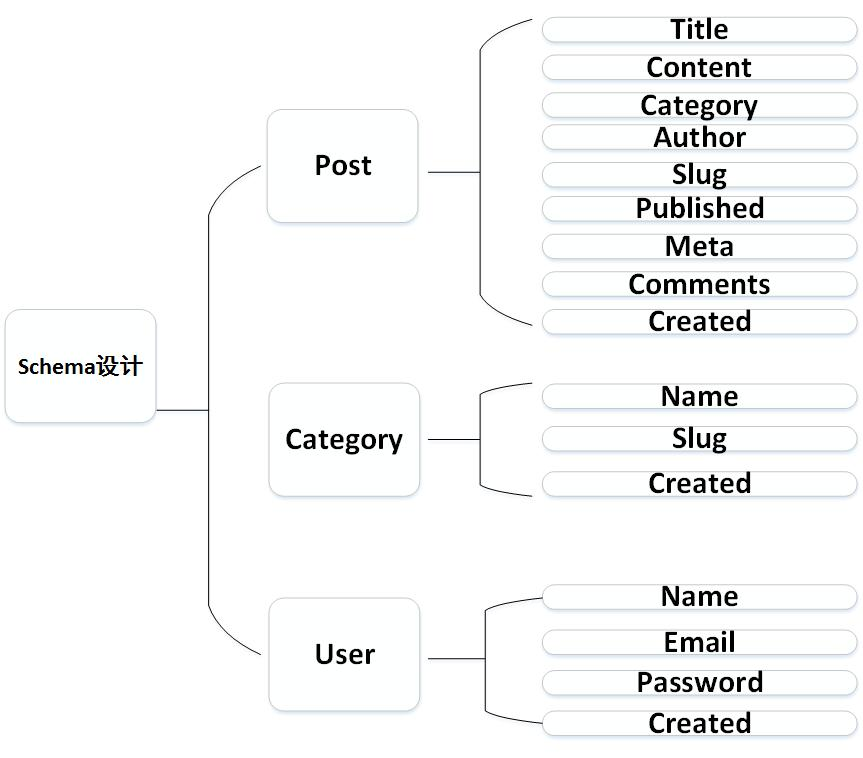 Schema设计
Post
Title
Content
Category
Author
Slug
Published
Meta
Comments
Created
Category
Name
Slug
Created
User
Name
Email
Password
Created